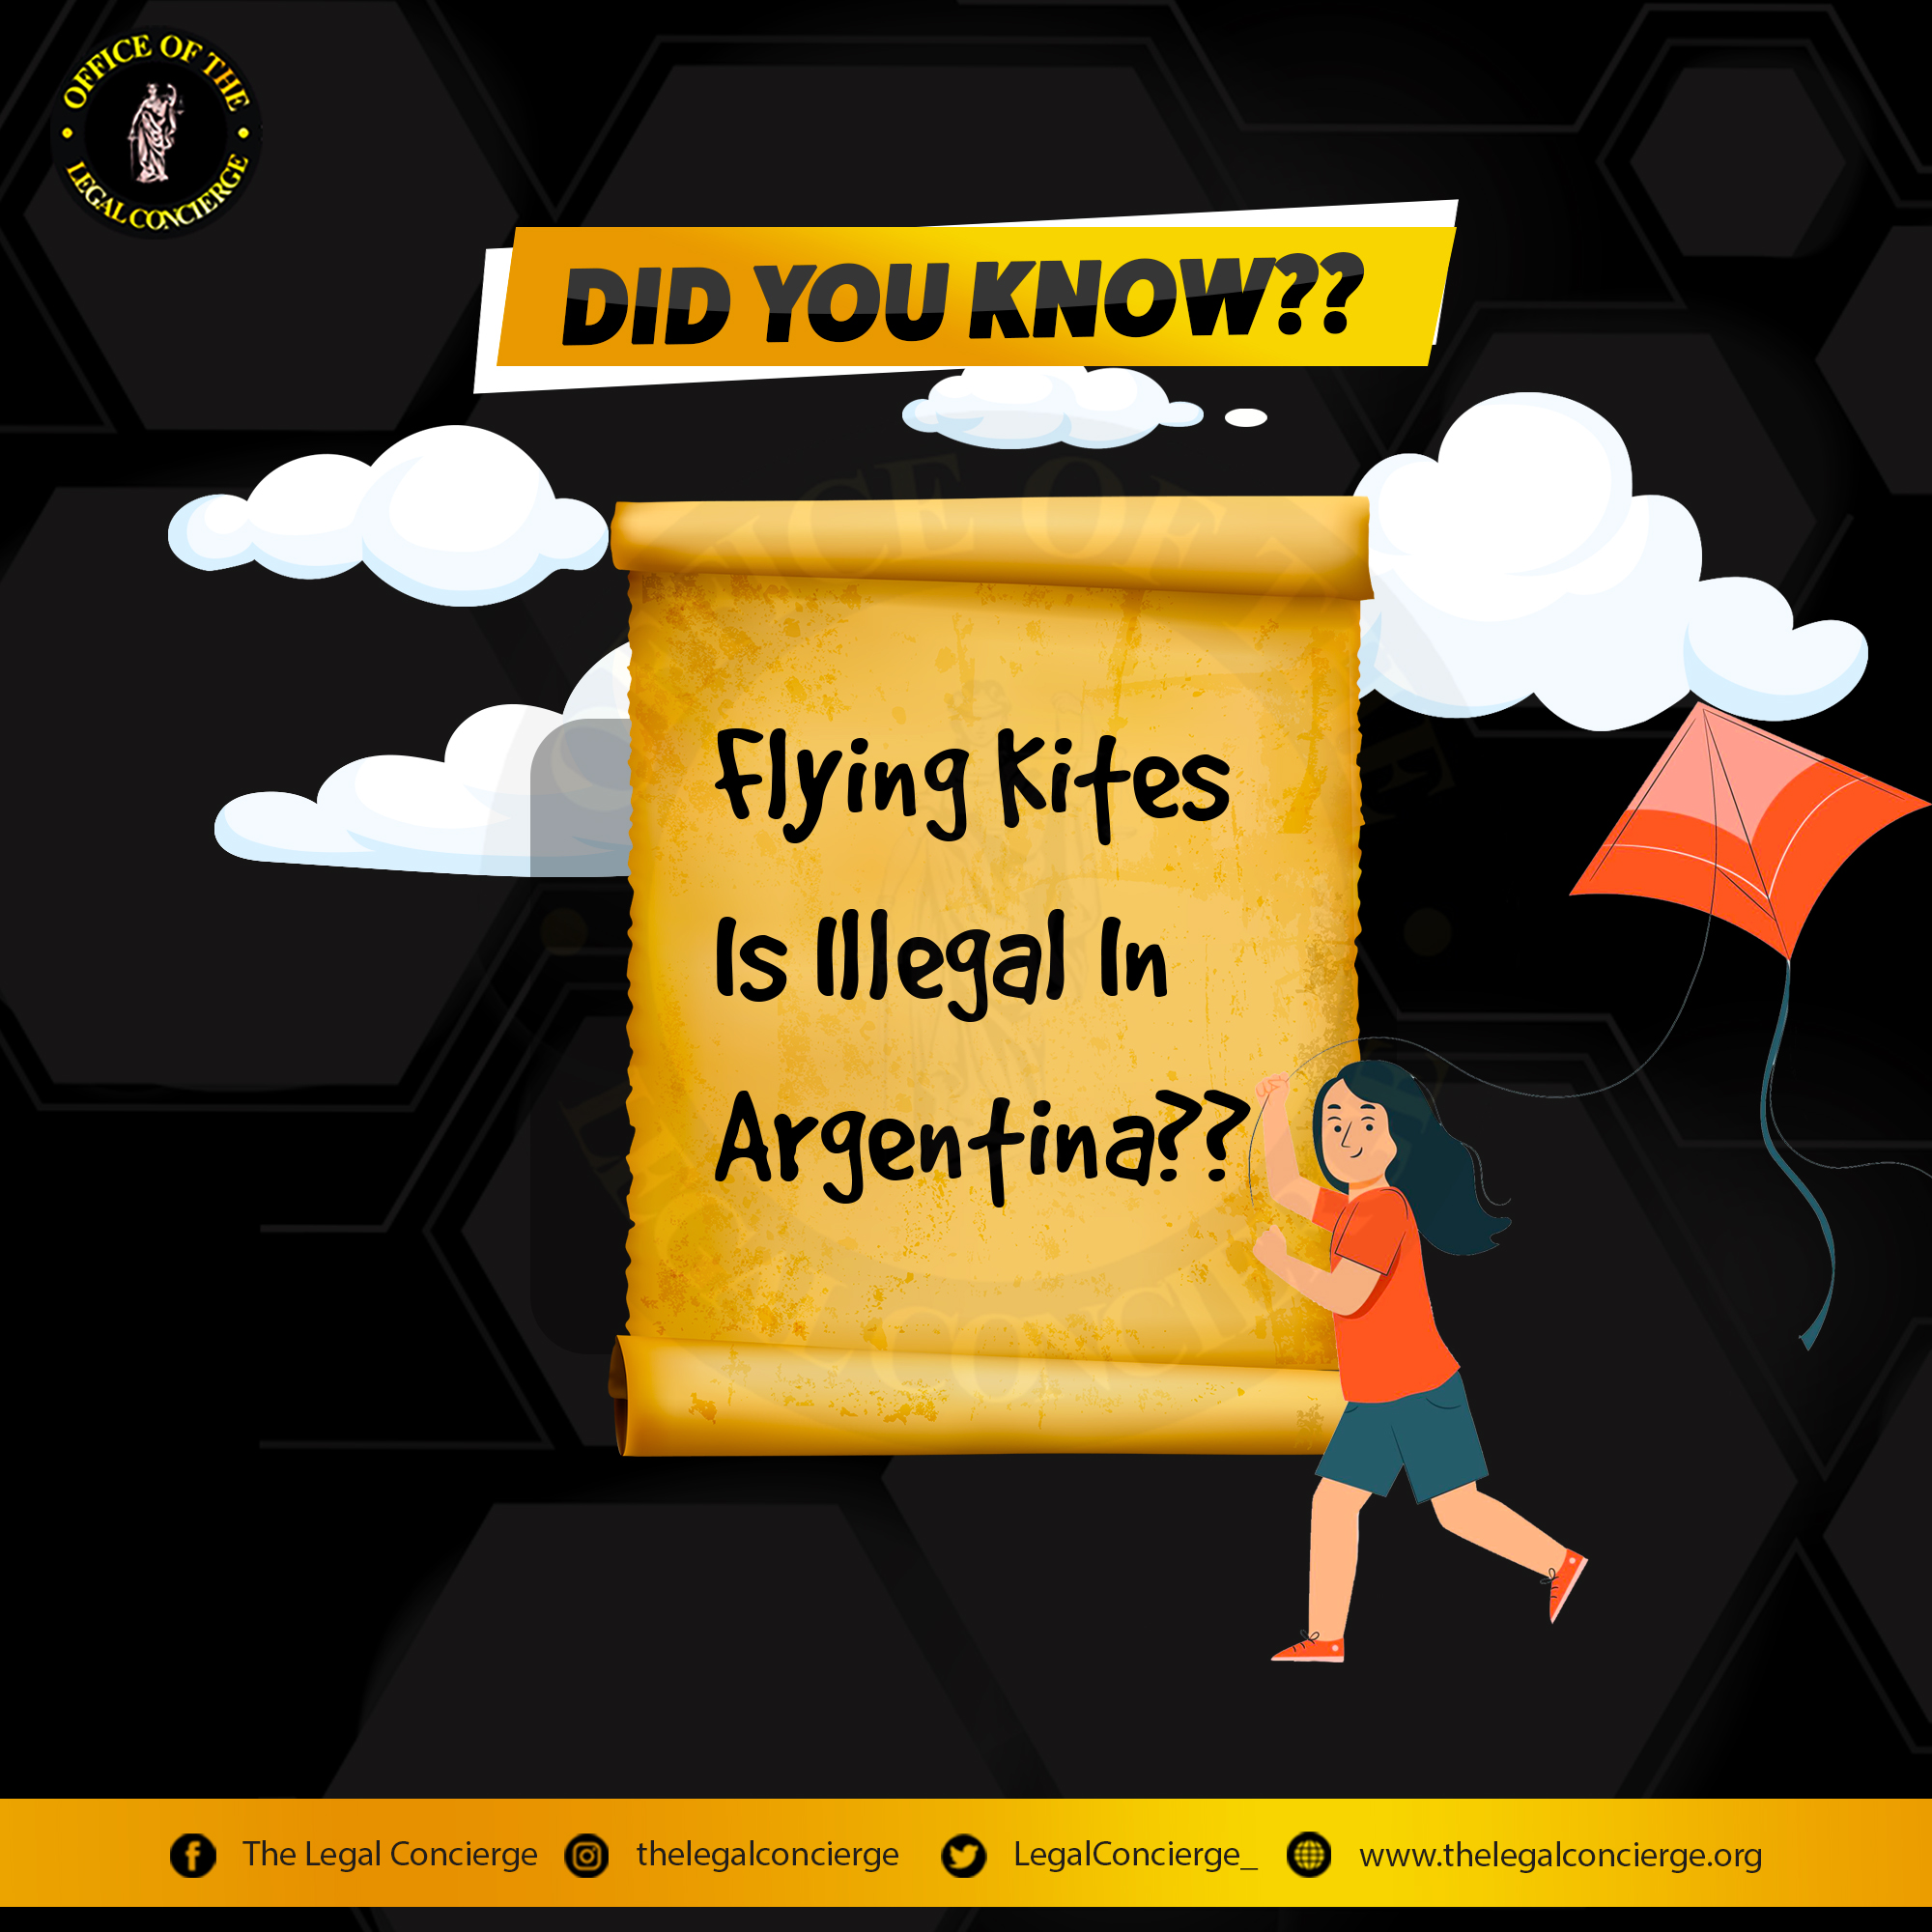 OFFICE OF THE
LEGAL CONCIERGE
DID YOU KNOW??
Flying Kites
Is Illegal In
Argentina??
The Legal Concierge
thelegalconcierge
LegalConcierge_
www.thelegalconcierge.org